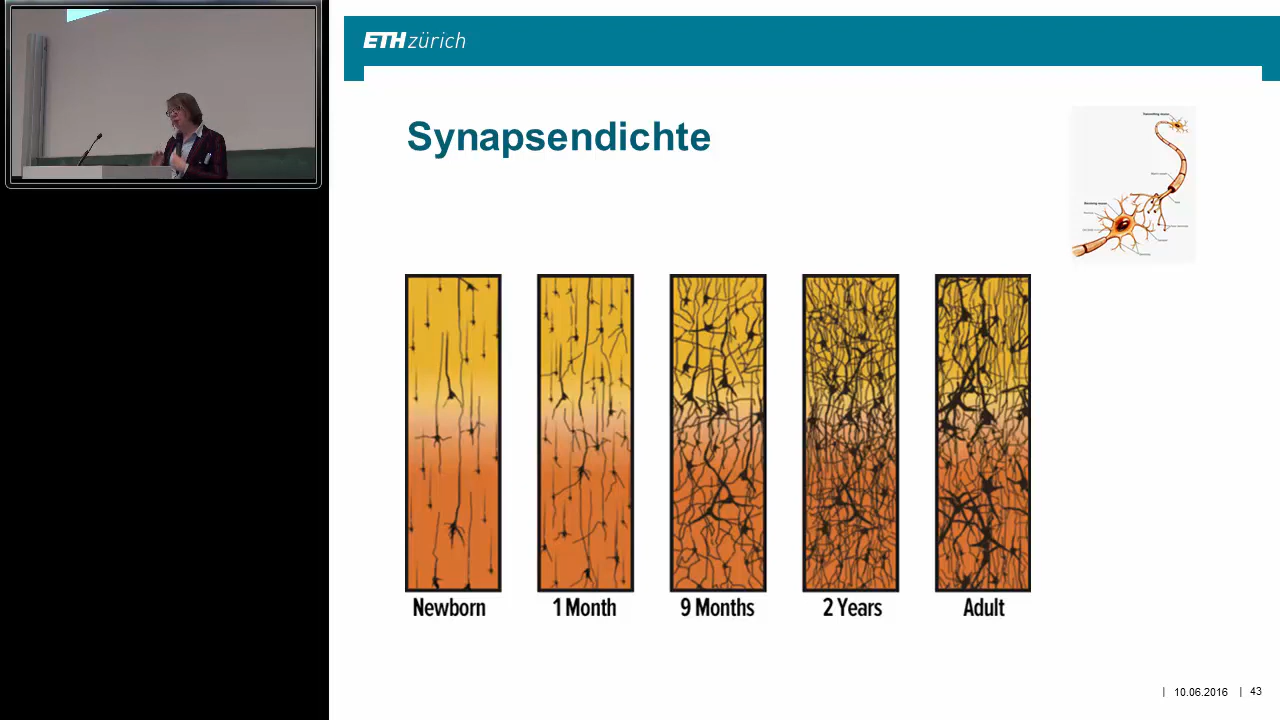 ETH zürich
Synapsendichte
Newborn
1 Month
9 Months
2 Years
Adult
| 10.06.2016 | 43